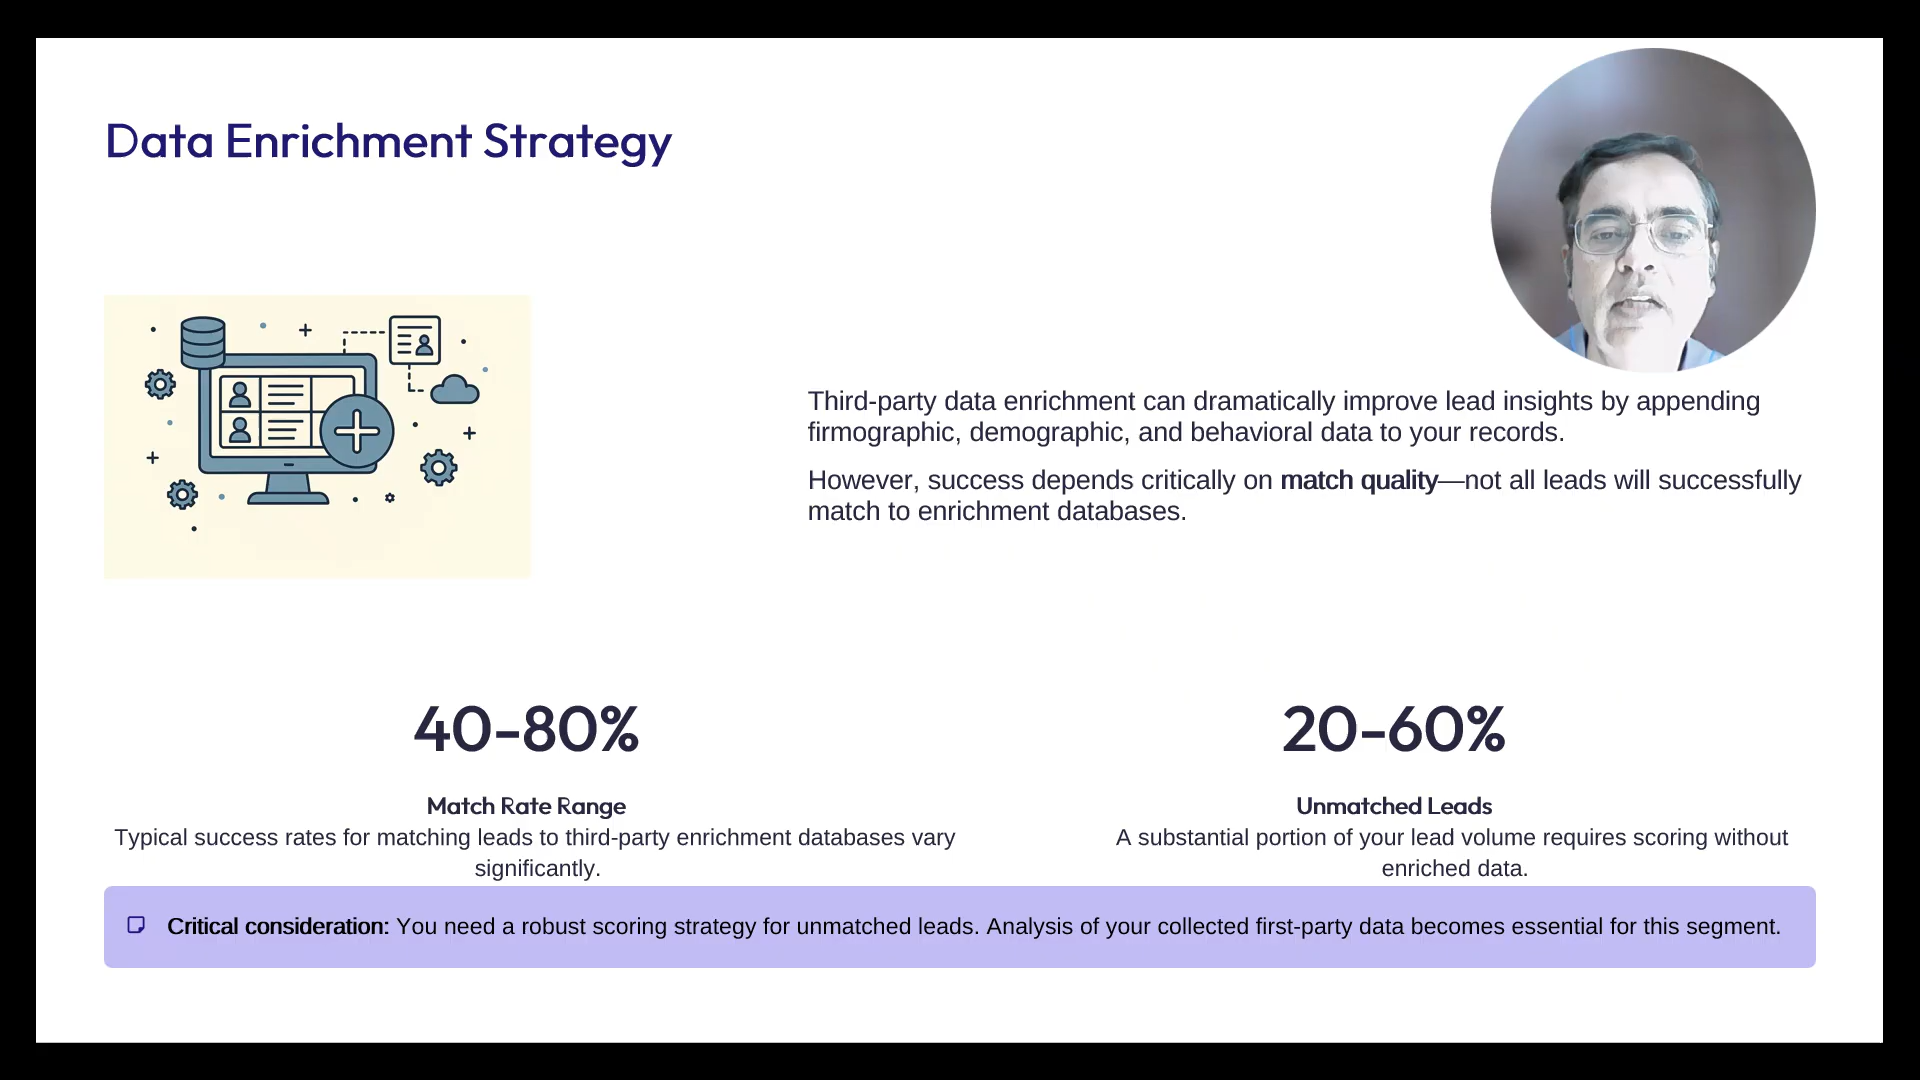 Data Enrichment Strategy
Third-party data enrichment can dramatically improve lead insights by appending
firmographic, demographic, and behavioral data to your records.
However, success depends critically on match quality—not all leads will successfully
match to enrichment databases.
40-80%
Match Rate Range
Typical success rates for matching leads to third-party enrichment databases vary
significantly.
20-60%
Unmatched Leads
A substantial portion of your lead volume requires scoring without
enriched data.
Critical consideration: You need a robust scoring strategy for unmatched leads. Analysis of your collected first-party data becomes essential for this segment.